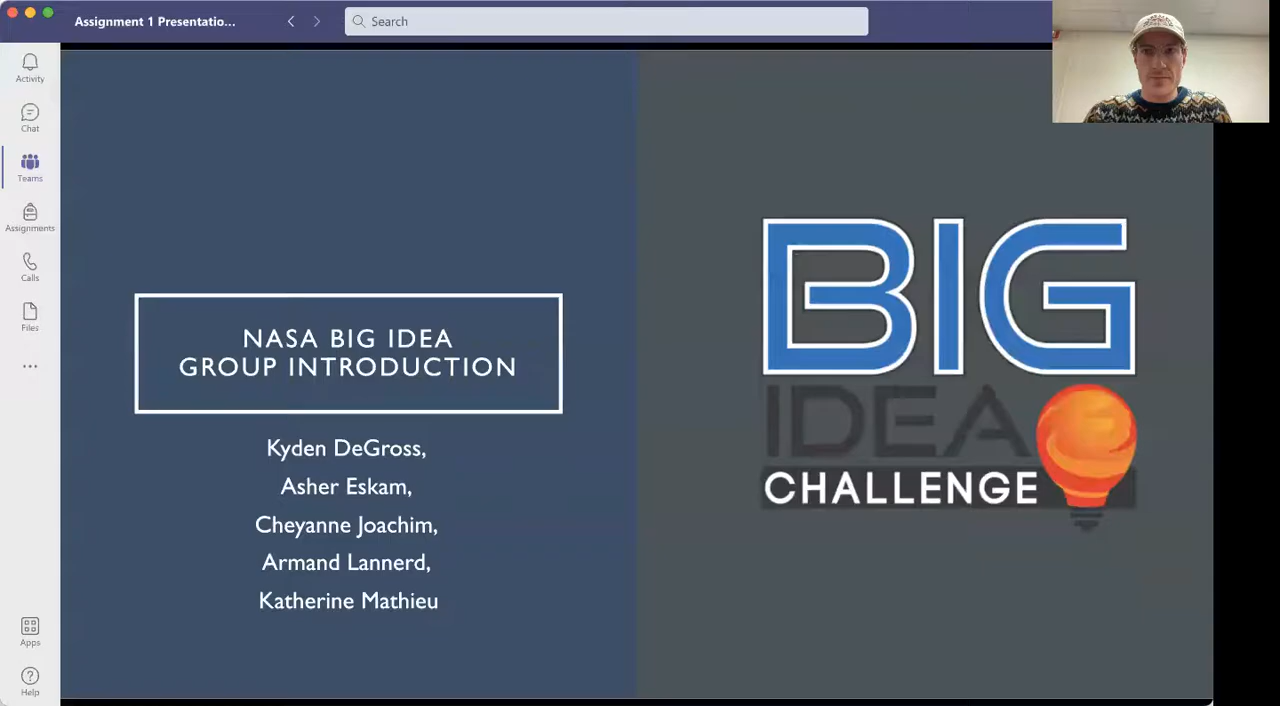 Assignment 1 Presentatio...
Search
Activity
Chat
Teams
Assignments
Calls
Files
Apps
Help
NASA BIG IDEA
GROUP INTRODUCTION
Kyden DeGross,
Asher Eskam,
Cheyanne Joachim,
Armand Lannerd,
Katherine Mathieu
BIG
IDEA
CHALLENGE